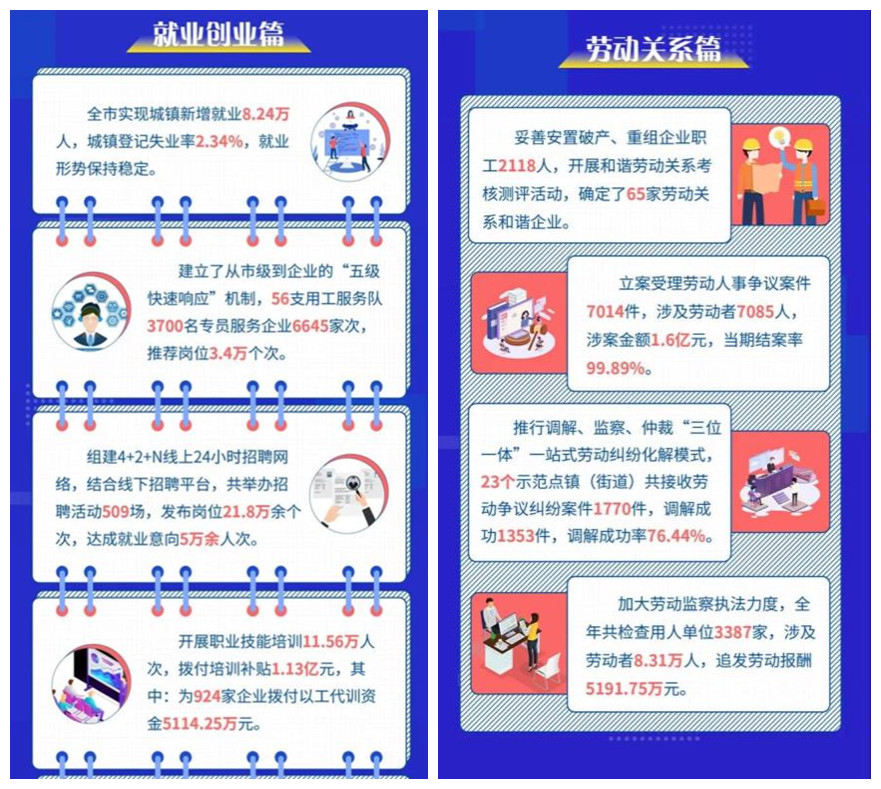 就业创业篇
全市实现城镇新增就业8.24万
人，城镇登记失业率2.34%，就业
形势保持稳定。
建立了从市级到企业的“五级
快速响应”机制，56支用工服务队
3700名专员服务企业6645家次，
推荐岗位3.4万个次。
组建4+2+N线上24小时招聘网
络，结合线下招聘平台，共举办招
聘活动509场，发布岗位21.8万余个
次，达成就业意向5万余人次。
开展职业技能培训11.56万人
次，拨付培训补贴1.13亿元，其
中：为924家企业拨付以工代训资
金5114.25万元。
劳动关系篇
妥善安置破产、重组企业职
工2118人，开展和谐劳动关系考
核测评活动，确定了65家劳动关
系和谐企业。
立案受理劳动人事争议案件
7014件，涉及劳动者7085人，
涉案金额1.6亿元，当期结案率
99.89%。
推行调解、监察、仲裁“三位
一体”一站式劳动纠纷化解模式，
23个示范点镇（街道）共接收劳
动争议纠纷案件1770件，调解成
功1353件，调解成功率76.44%。
加大劳动监察执法力度，全
年共检查用人单位3387家，涉及
劳动者8.31万人，追发劳动报酬
5191.75万元。